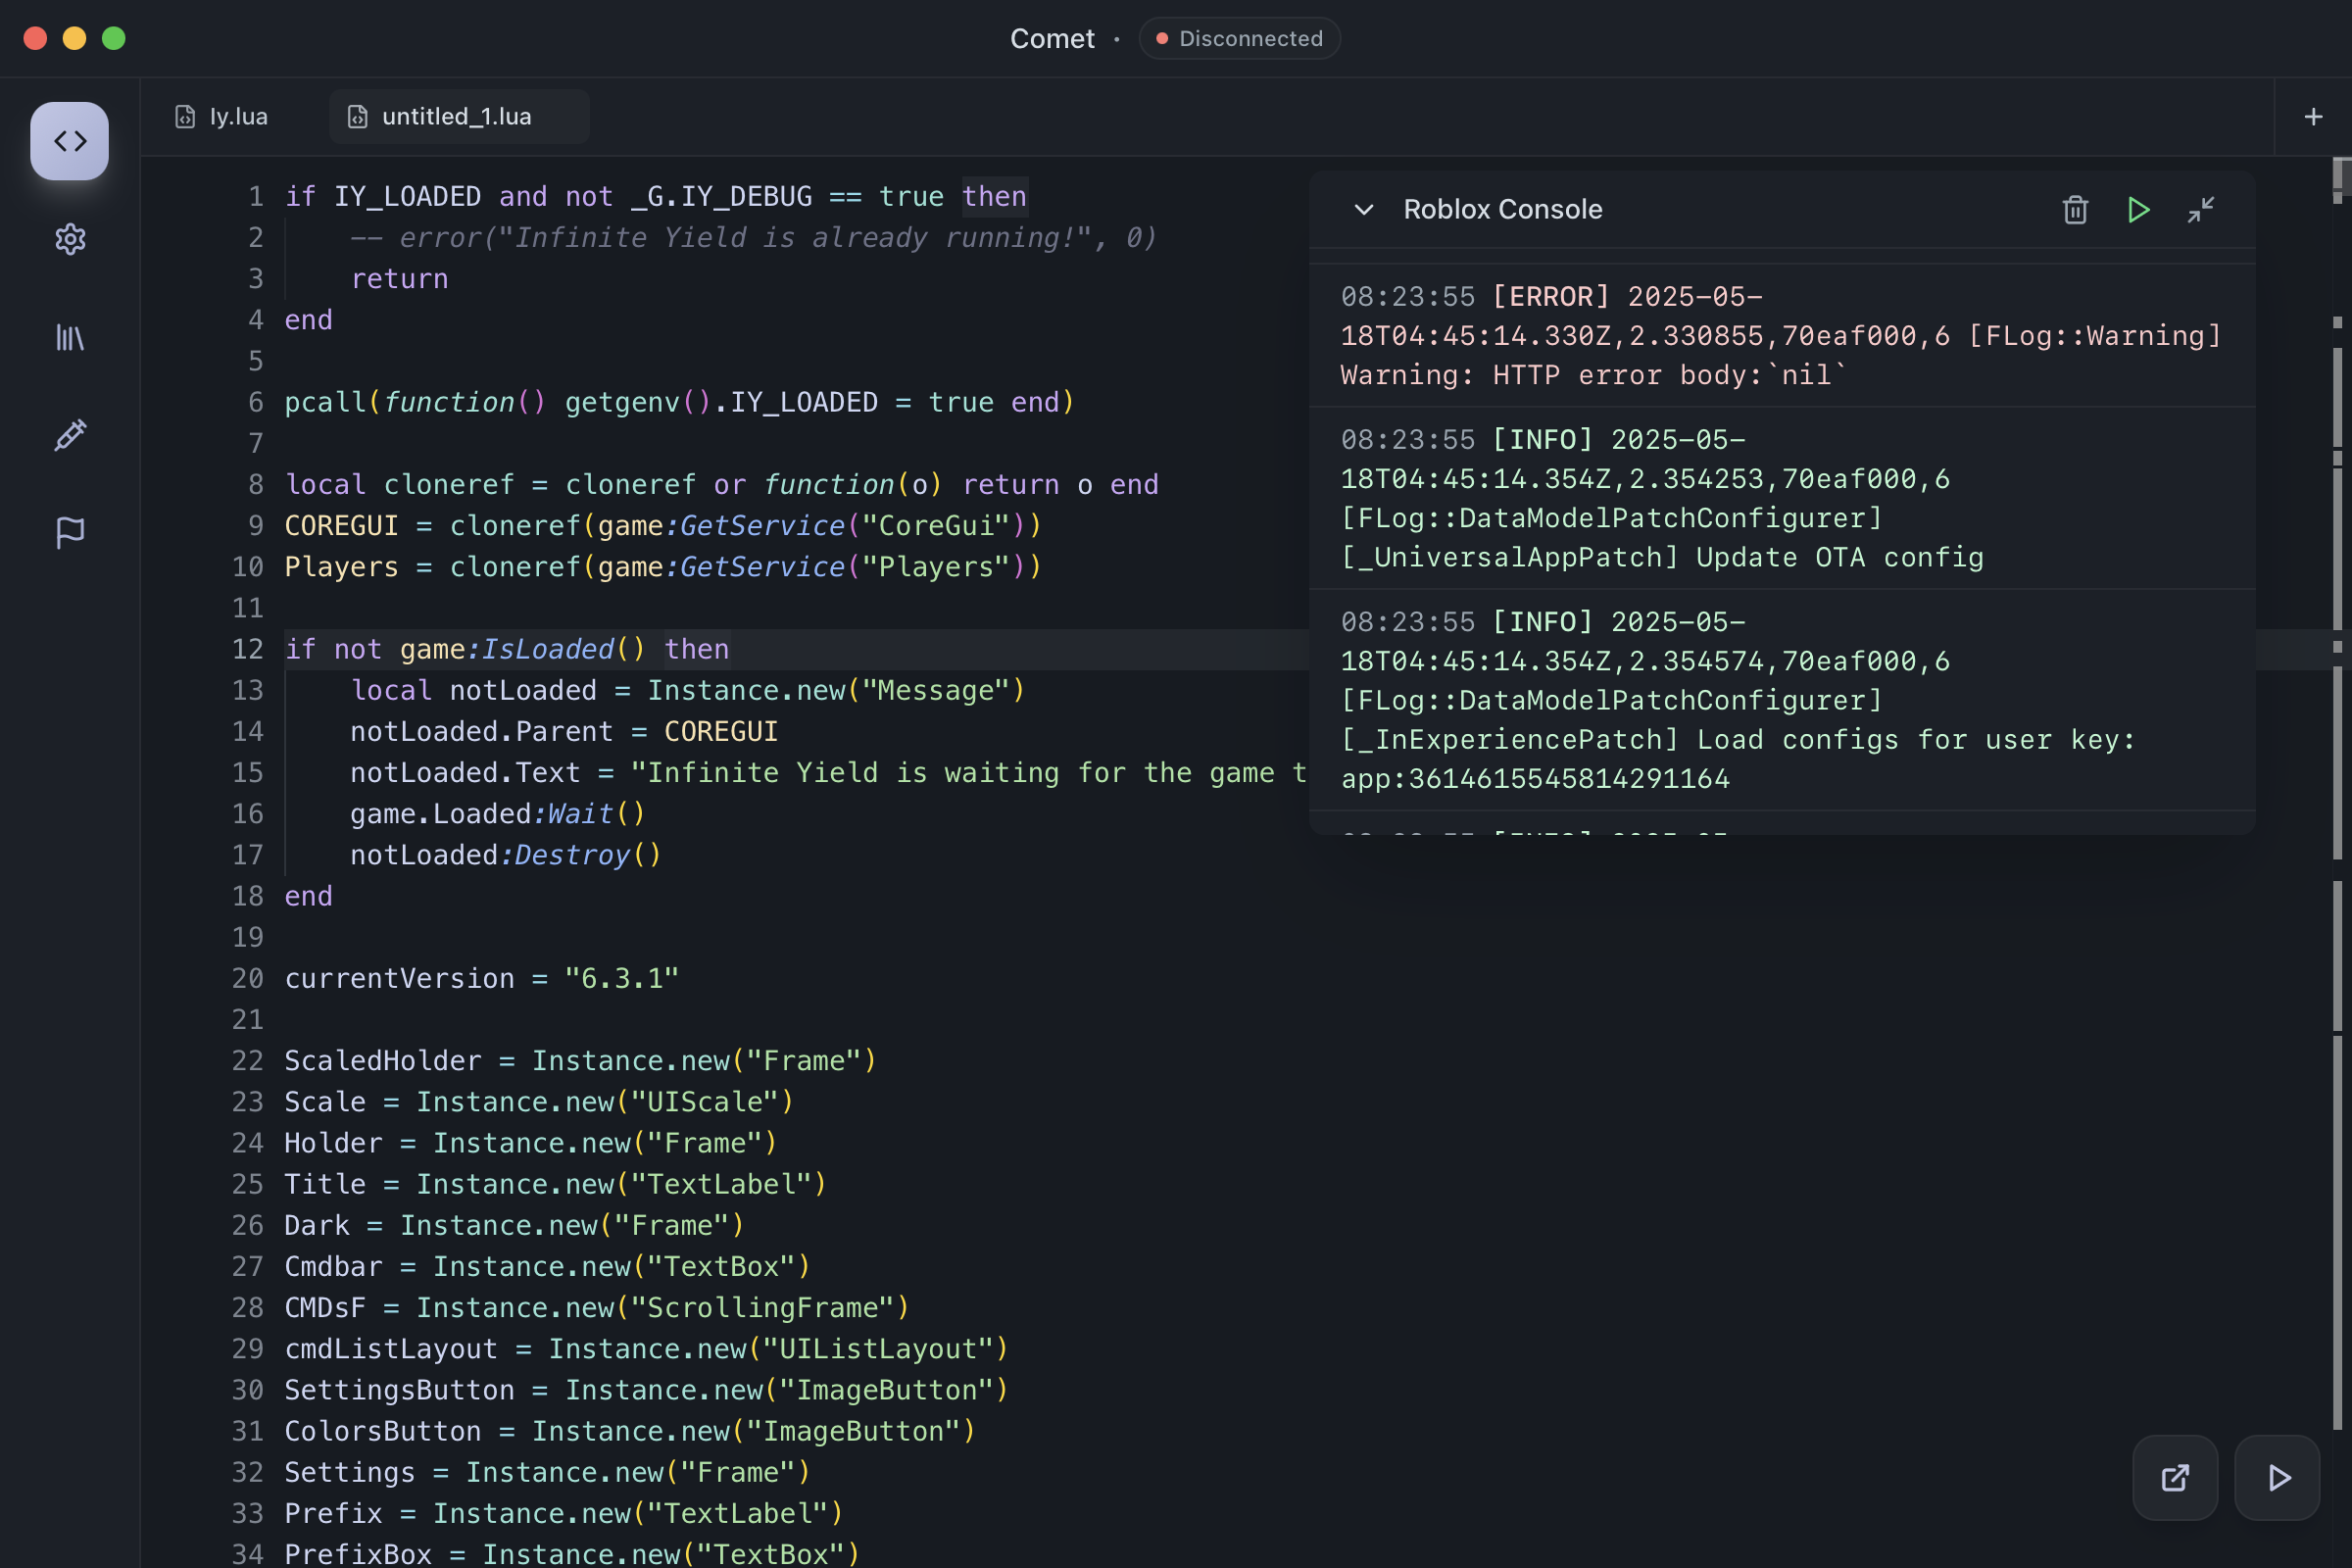 Comet · Disconnected
Iy.lua
untitled_1.lua
1 if IY_LOADED and not _G.IY_DEBUG == true then
2 -- error("Infinite Yield is already running!", 0)
3 return
4 end
5
6 pcall(function() getgenv().IY_LOADED = true end)
7
8 local cloneref = cloneref or function(o) return o end
9 COREGUI = cloneref(game:GetService("CoreGui"))
10 Players = cloneref(game:GetService("Players"))
11
12 if not game:IsLoaded() then
13 local notLoaded = Instance.new("Message")
14 notLoaded.Parent = COREGUI
15 notLoaded.Text = "Infinite Yield is waiting for the game t
16 game.Loaded:Wait()
17 notLoaded:Destroy()
18 end
19
20 currentVersion = "6.3.1"
21
22 ScaledHolder = Instance.new("Frame")
23 Scale = Instance.new("UIScale")
24 Holder = Instance.new("Frame")
25 Title = Instance.new("TextLabel")
26 Dark = Instance.new("Frame")
27 Cmdbar = Instance.new("TextBox")
28 CMDsF = Instance.new("ScrollingFrame")
29 cmdListLayout = Instance.new("UIListLayout")
30 SettingsButton = Instance.new("ImageButton")
31 ColorsButton = Instance.new("ImageButton")
32 Settings = Instance.new("Frame")
33 Prefix = Instance.new("TextLabel")
34 PrefixBox = Instance.new("TextBox")
Roblox Console
08:23:55 [ERROR] 2025-05-
18T04:45:14.330Z,2.330855,70eaf000,6 [FLog::Warning]
Warning: HTTP error body:`nil`
08:23:55 [INFO] 2025-05-
18T04:45:14.354Z,2.354253,70eaf000,6
[FLog::DataModelPatchConfigurer]
[_UniversalAppPatch] Update OTA config
08:23:55 [INFO] 2025-05-
18T04:45:14.354Z,2.354574,70eaf000,6
[FLog::DataModelPatchConfigurer]
[_InExperiencePatch] Load configs for user key:
app:3614615545814291164